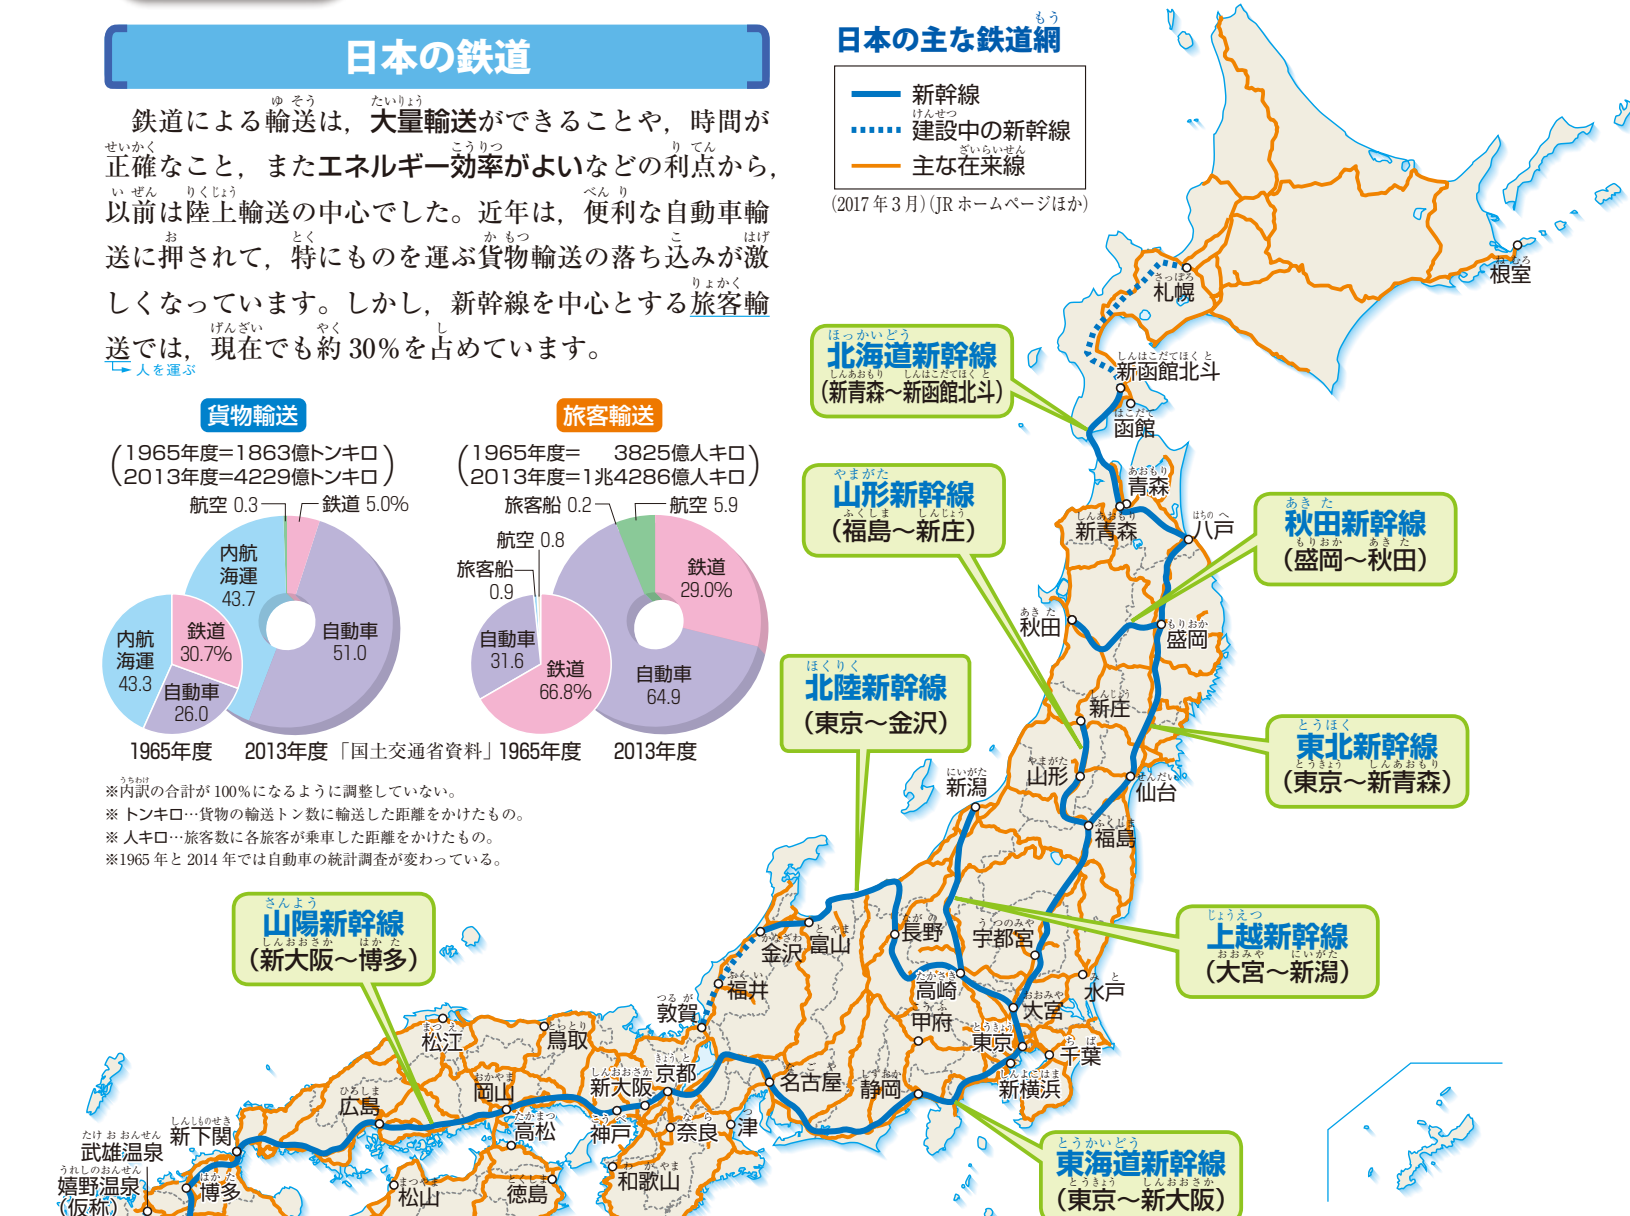 日本の鉄道
鉄道による輸送は，大量輸送ができることや，時間が
正確なこと，またエネルギー効率がよいなどの利点から，
以前は陸上輸送の中心でした。近年は，便利な自動車輸
送に押されて，特にものを運ぶ貨物輸送の落ち込みが激
しくなっています。しかし，新幹線を中心とする旅客輸
送では，現在でも約30％を占めています。
人を運ぶ
貨物輸送
(1965年度=1863億トンキロ
2013年度=4229億トンキロ)
航空 0.3
鉄道 5.0%
内航
海運
43.7
自動車
51.0
内航
海運
43.3
鉄道
30.7%
自動車
26.0
1965年度
2013年度
「国土交通省資料」
旅客輸送
(1965年度= 3825億人キロ
2013年度=1兆4286億人キロ)
旅客船 0.2
航空 5.9
航空 0.8
旅客船
0.9
鉄道
29.0%
自動車
31.6
鉄道
66.8%
自動車
64.9
1965年度
2013年度
※内訳の合計が100%になるように調整していない。
※ トンキロ…貨物の輸送トン数に輸送した距離をかけたもの。
※ 人キロ…旅客数に各旅客が乗車した距離をかけたもの。
※1965年と2014年では自動車の統計調査が変わっている。
日本の主な鉄道網
新幹線
建設中の新幹線
主な在来線
(2017年3月)(JRホームページほか)
根室
札幌
北海道新幹線
(新青森～新函館北斗)
新函館北斗
函館
山形新幹線
(福島～新庄)
青森
新青森
八戸
秋田新幹線
(盛岡～秋田)
秋田
盛岡
北陸新幹線
(東京～金沢)
新庄
東北新幹線
(東京～新青森)
新潟
山形
仙台
福島
山陽新幹線
(新大阪～博多)
金沢
富山
長野
宇都宮
上越新幹線
(大宮～新潟)
福井
高崎
水戸
敦賀
甲府
大宮
松江
鳥取
東京
千葉
京都
新大阪
岡山
名古屋
静岡
新横浜
広島
高松
神戸
奈良
津
新下関
武雄温泉
東海道新幹線
(東京～新大阪)
嬉野温泉
(仮称)
博多
松山
徳島
和歌山